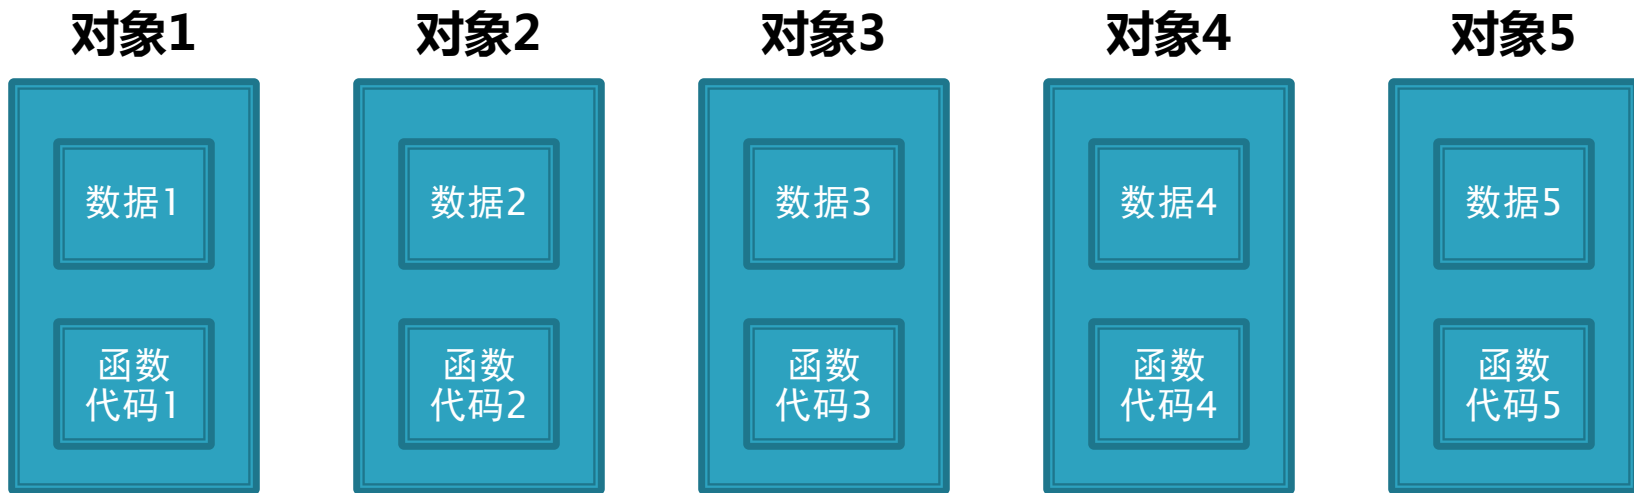 对象1 对象2 对象3 对象4 对象5
数据1 数据2 数据3 数据4 数据5
函数 函数 函数 函数 函数
代码1 代码2 代码3 代码4 代码5